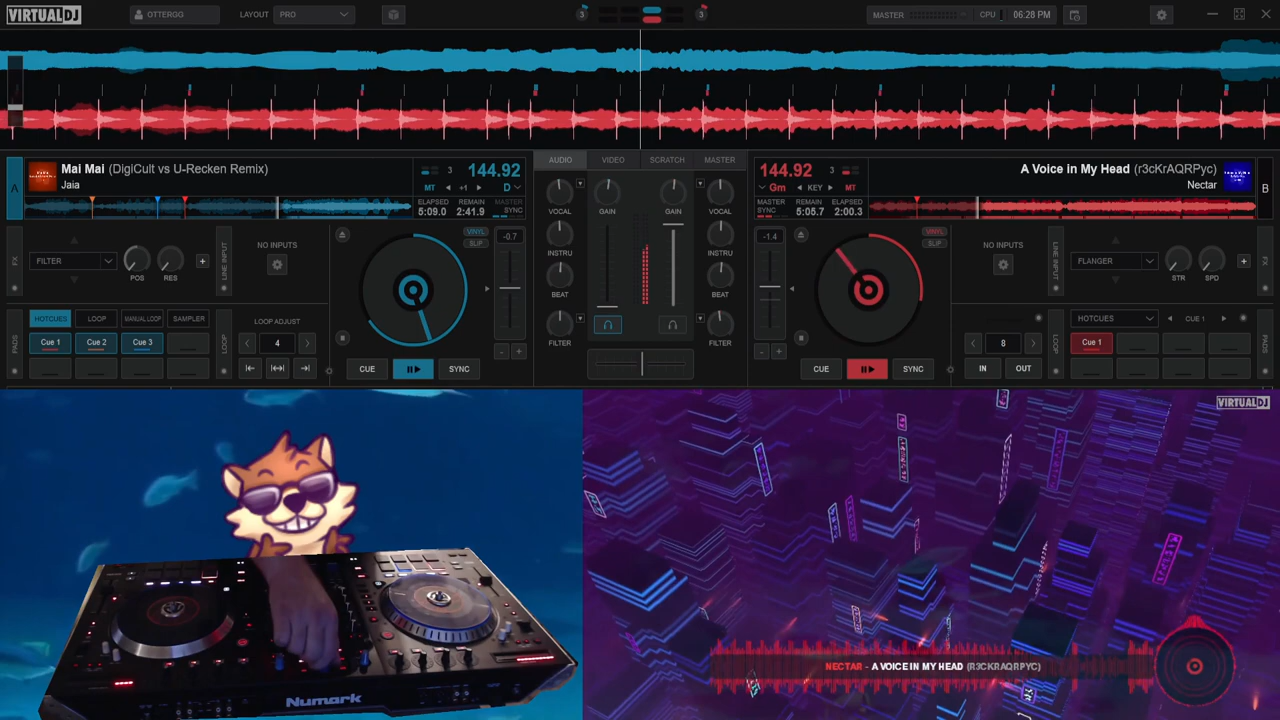 VIRTUALDJ
OTTERGO
LAYOUT PRO
3
3
MASTER
CPU
06:28 PM
A
Mai Mai (DigiCult vs U-Recken Remix)
Jaia
3
144.92
MT
+1
D
ELAPSED
5:09.0
REMAIN
2:41.9
MASTER
SYNC
AUDIO
VIDEO
SCRATCH
MASTER
144.92
3
Gm
KEY
MT
MASTER
SYNC
REMAIN
5:05.7
ELAPSED
2:00.3
A Voice in My Head (r3cKrAQRPyc)
Nectar
B
FX
FILTER
POS
RES
+
LINE INPUT
NO INPUTS
VINYL
SLIP
-0.7
-
+
VOCAL
INSTRU
BEAT
FILTER
GAIN
GAIN
VOCAL
INSTRU
BEAT
FILTER
-1.4
-
+
VINYL
SLIP
NO INPUTS
LINE INPUT
FLANGER
STR
SPD
+
FX
PADS
HOTCUES
LOOP
MANUAL LOOP
SAMPLER
Cue 1
Cue 2
Cue 3
LOOP
LOOP ADJUST
4
CUE
SYNC
CUE
SYNC
8
IN
OUT
LOOP
HOTCUES
CUE 1
Cue 1
PADS
Numark
VIRTUALDJ
NECTAR - A VOICE IN MY HEAD (R3CKRAQRPYC)